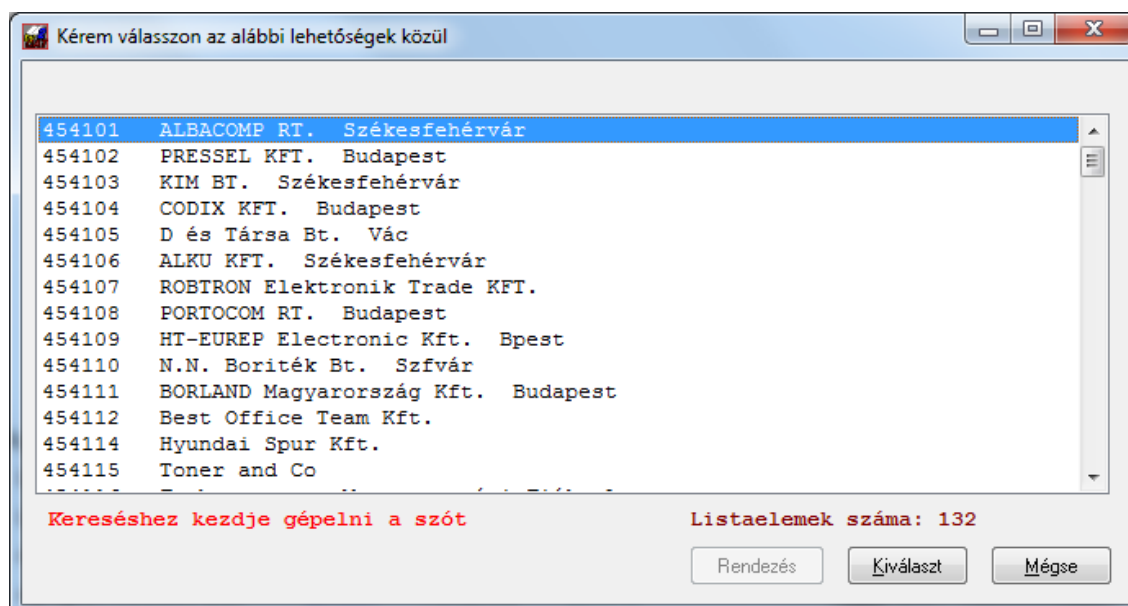 Kérem válasszon az alábbi lehetőségek közül
454101 ALBACOMP RT. Székesfehérvár
454102 PRESSEL KFT. Budapest
454103 KIM BT. Székesfehérvár
454104 CODIX KFT. Budapest
454105 D és Társa Bt. Vác
454106 ALKU KFT. Székesfehérvár
454107 ROBTRON Elektronik Trade KFT.
454108 PORTOCOM RT. Budapest
454109 HT-EUREP Electronic Kft. Bpest
454110 N.N. Boriték Bt. Szfvár
454111 BORLAND Magyarország Kft. Budapest
454112 Best Office Team Kft.
454114 Hyundai Spur Kft.
454115 Toner and Co
Kereséshez kezdje gépelni a szót
Listaelemek száma: 132
Rendezés Kiválaszt Mégse